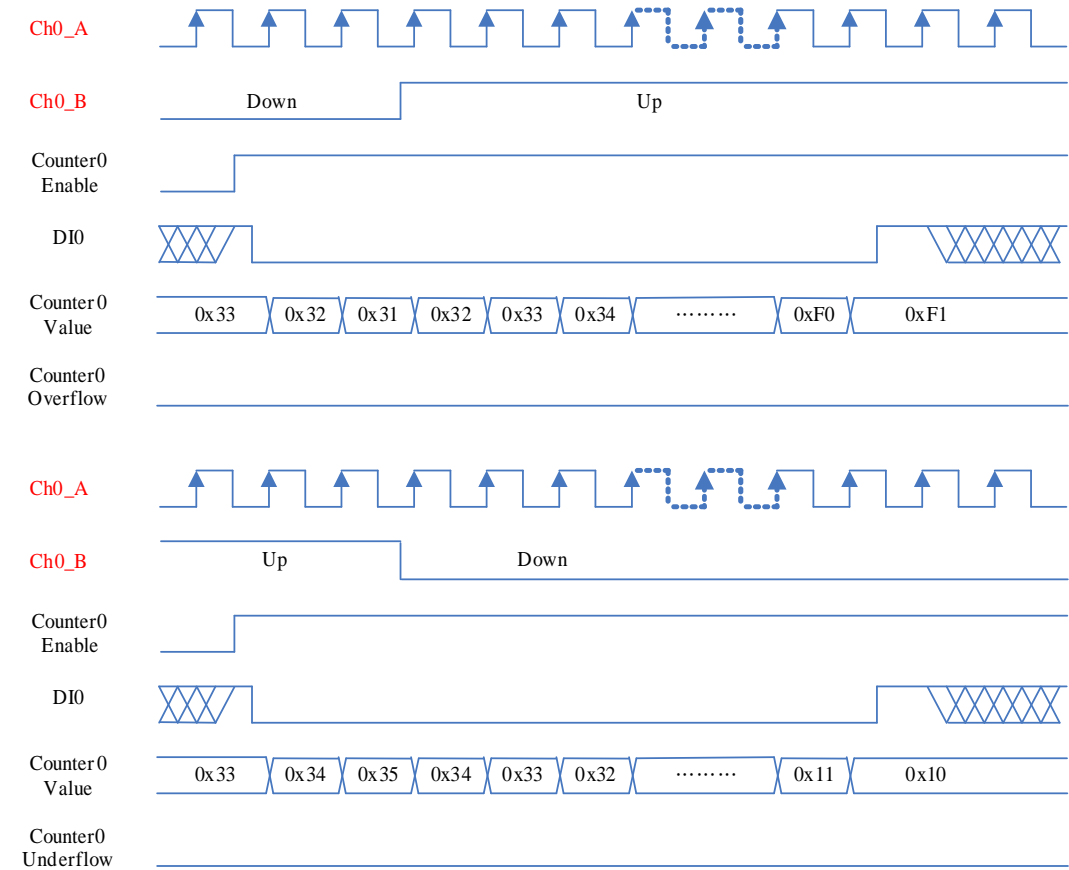 Ch0_A
Ch0_B
Down
Up
Counter0
Enable
DI0
Counter0
Value
0x33
0x32
0x31
0x32
0x33
0x34
·········
0xF0
0xF1
Counter0
Overflow
Ch0_A
Ch0_B
Up
Down
Counter0
Enable
DI0
Counter0
Value
0x33
0x34
0x35
0x34
0x33
0x32
·········
0x11
0x10
Counter0
Underflow